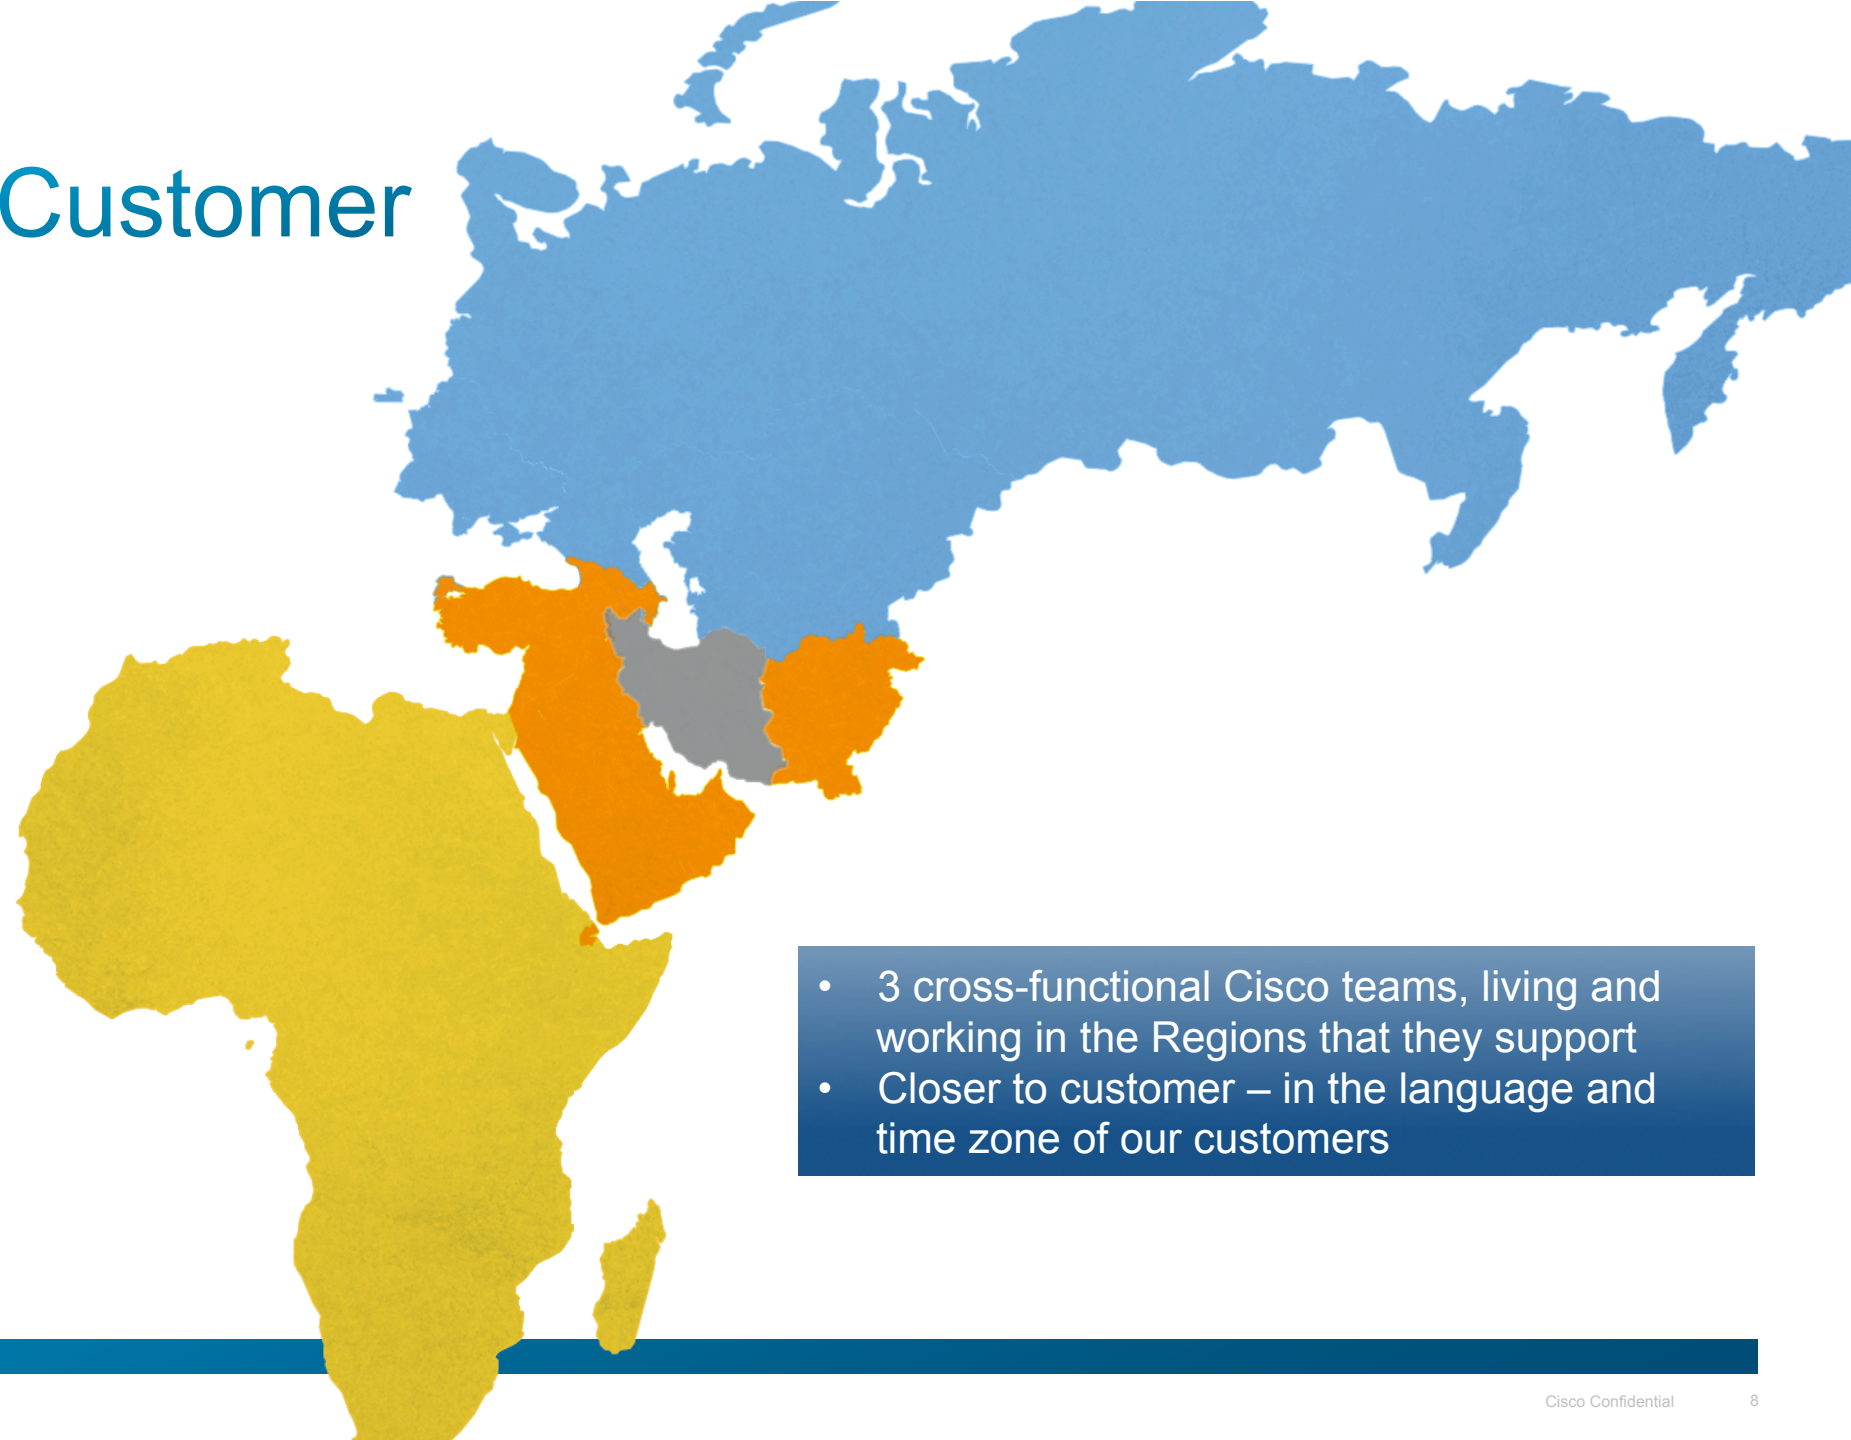 Customer
• 3 cross-functional Cisco teams, living and
working in the Regions that they support
• Closer to customer – in the language and
time zone of our customers
Cisco Confidential 8